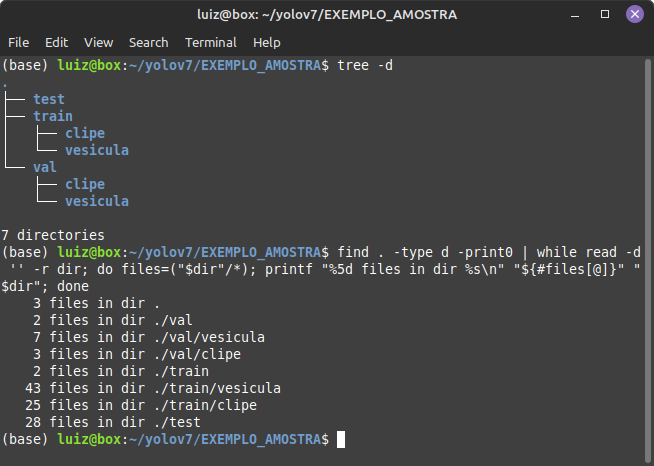 luiz@box: ~/yolov7/EXEMPLO_AMOSTRA
File Edit View Search Terminal Help
(base) luiz@box:~/yolov7/EXEMPLO_AMOSTRA$ tree -d
.
├── test
├── train
│   ├── clipe
│   └── vesicula
└── val
    ├── clipe
    └── vesicula

7 directories
(base) luiz@box:~/yolov7/EXEMPLO_AMOSTRA$ find . -type d -print0 | while read -d
 '' -r dir; do files=("$dir"/*); printf "%5d files in dir %s\n" "${#files[@]}" "
$dir"; done
    3 files in dir .
    2 files in dir ./val
    7 files in dir ./val/vesicula
    3 files in dir ./val/clipe
    2 files in dir ./train
   43 files in dir ./train/vesicula
   25 files in dir ./train/clipe
   28 files in dir ./test
(base) luiz@box:~/yolov7/EXEMPLO_AMOSTRA$